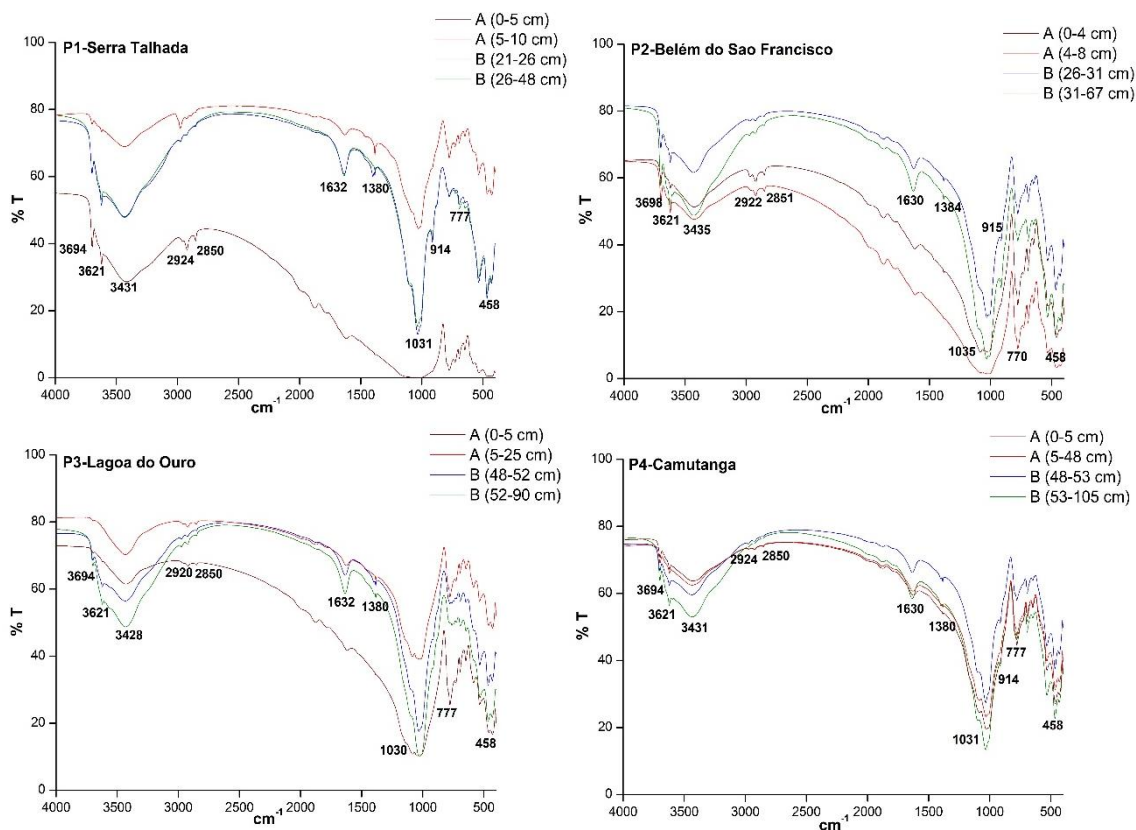 P1-Serra Talhada
A (0-5 cm)
A (5-10 cm)
B (21-26 cm)
B (26-48 cm)
100
80
60
40
20
0
% T
3694
3621
3431
2924
2850
1632
1380
1031
914
777
458
4000 3500 3000 2500 2000 1500 1000 500
cm-1
P2-Belém do Sao Francisco
A (0-4 cm)
A (4-8 cm)
B (26-31 cm)
B (31-67 cm)
100
80
60
40
20
0
% T
3698
3621
3435
2922
2851
1630
1384
1035
915
770
458
4000 3500 3000 2500 2000 1500 1000 500
cm-1
P3-Lagoa do Ouro
A (0-5 cm)
A (5-25 cm)
B (48-52 cm)
B (52-90 cm)
100
80
60
40
20
0
% T
3694
3621
3428
2920
2850
1632
1380
1030
777
458
4000 3500 3000 2500 2000 1500 1000 500
cm-1
P4-Camutanga
A (0-5 cm)
A (5-48 cm)
B (48-53 cm)
B (53-105 cm)
100
80
60
40
20
0
% T
3694
3621
3431
2924
2850
1630
1380
1031
914
777
458
4000 3500 3000 2500 2000 1500 1000 500
cm-1